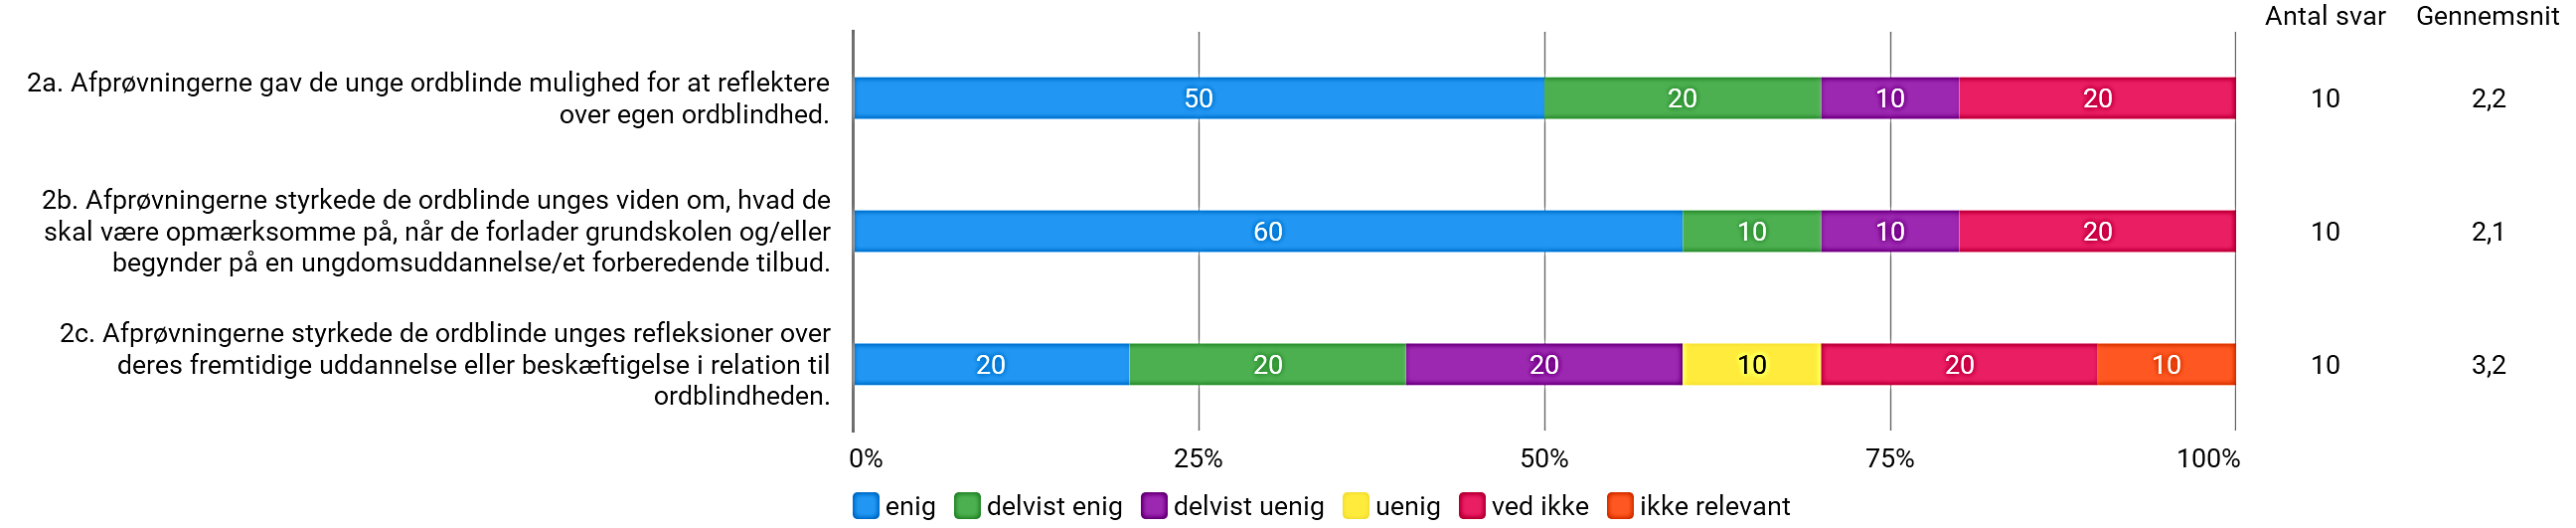 Antal svar Gennemsnit
2a. Afprøvningerne gav de unge ordblinde mulighed for at reflektere
over egen ordblindhed.
50 20 10 20 10 2,2
2b. Afprøvningerne styrkede de ordblinde unges viden om, hvad de
skal være opmærksomme på, når de forlader grundskolen og/eller
begynder på en ungdomsuddannelse/et forberedende tilbud.
60 10 10 20 10 2,1
2c. Afprøvningerne styrkede de ordblinde unges refleksioner over
deres fremtidige uddannelse eller beskæftigelse i relation til
ordblindheden.
20 20 20 10 20 10 10 3,2
0% 25% 50% 75% 100%
enig delvist enig delvist uenig uenig ved ikke ikke relevant